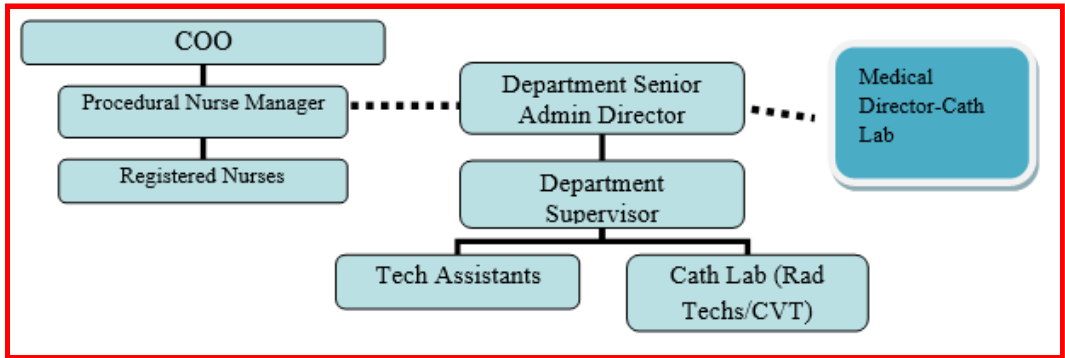 COO
Procedural Nurse Manager
Registered Nurses
Department Senior
Admin Director
Medical
Director-Cath
Lab
Department
Supervisor
Tech Assistants
Cath Lab (Rad
Techs/CVT)